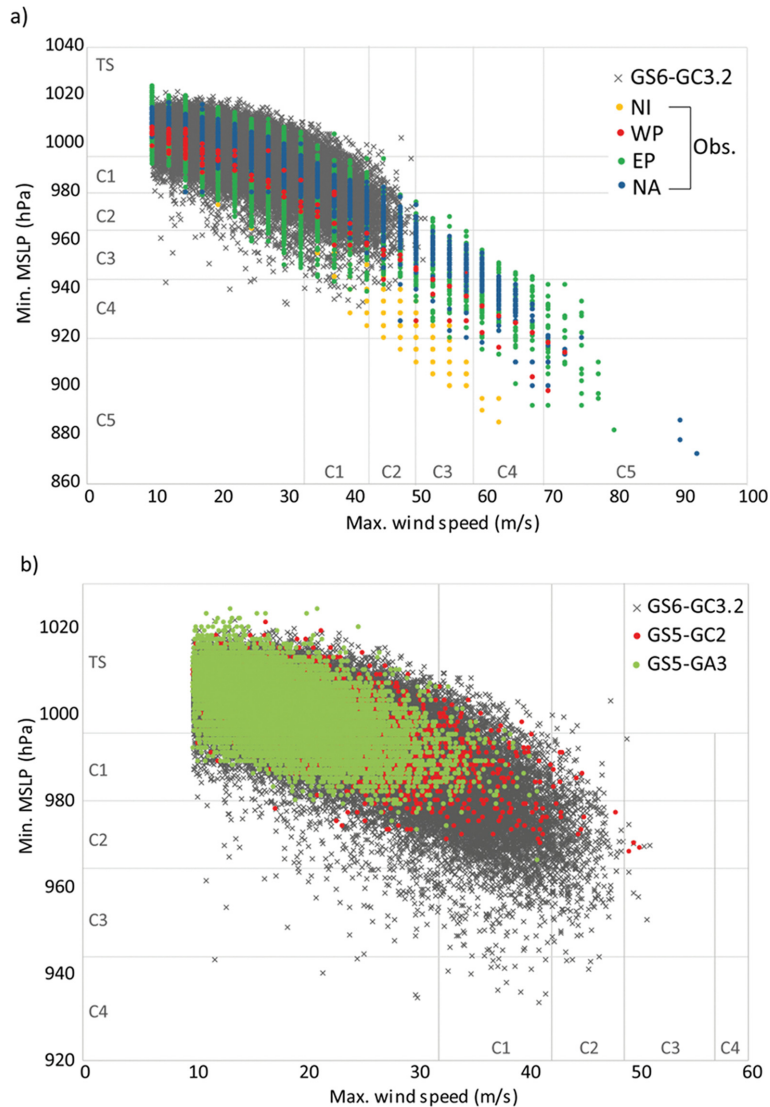 a)
1040
TS
GS6-GC3.2
1020
NI
WP
Obs.
1000
EP
C1
NA
980
C2
960
C3
940
C4
920
900
C5
880
C1 C2 C3 C4 C5
860
0 10 20 30 40 50 60 70 80 90 100
Min. MSLP (hPa)
Max. wind speed (m/s)
b)
GS6-GC3.2
1020
GS5-GC2
TS
GS5-GA3
1000
C1
980
C2
960
C3
940
C4
C1 C2 C3 C4
920
0 10 20 30 40 50 60
Min. MSLP (hPa)
Max. wind speed (m/s)